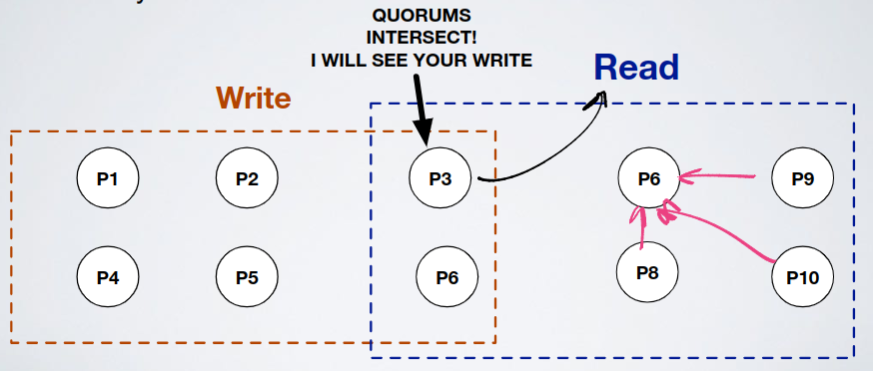 QUORUMS
INTERSECT!
I WILL SEE YOUR WRITE
Read
Write
P1
P2
P3
P6
P9
P4
P5
P6
P8
P10